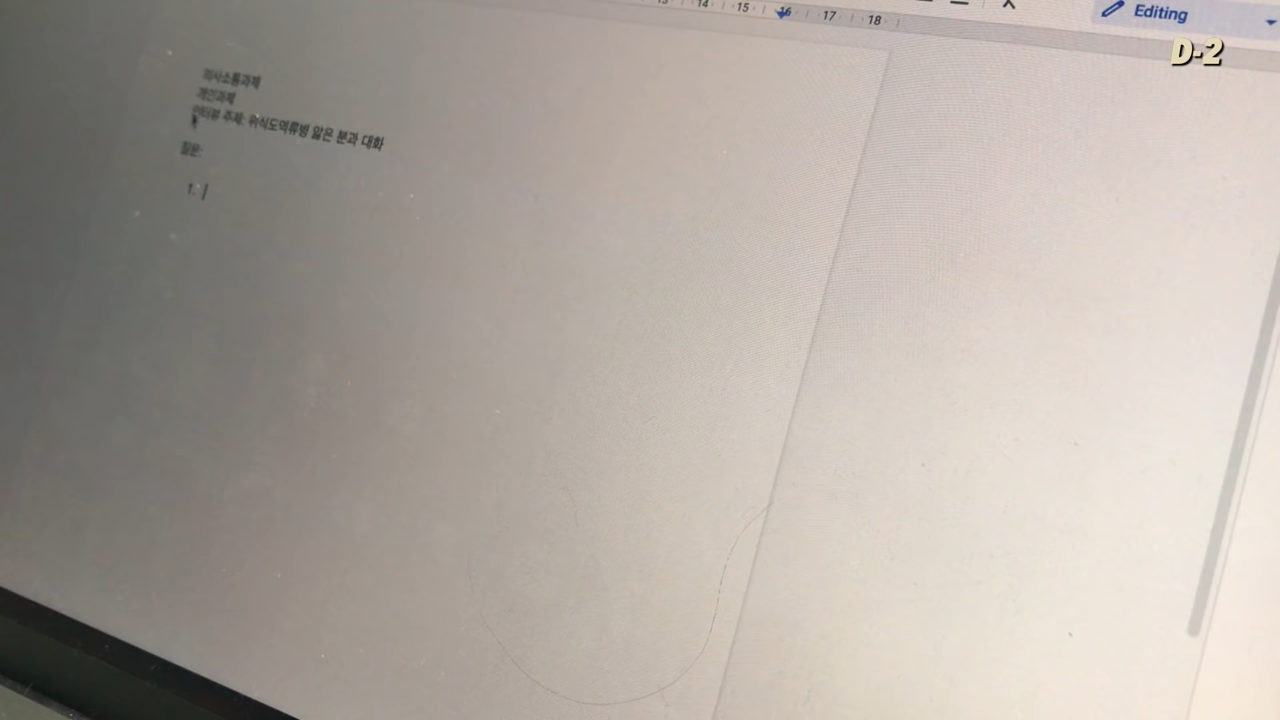 14 15 16 17 18
Editing
D-2
의사소통과제
개인과제
인터뷰 주제: 위식도역류병 앓은 분과 대화
질문:
1.